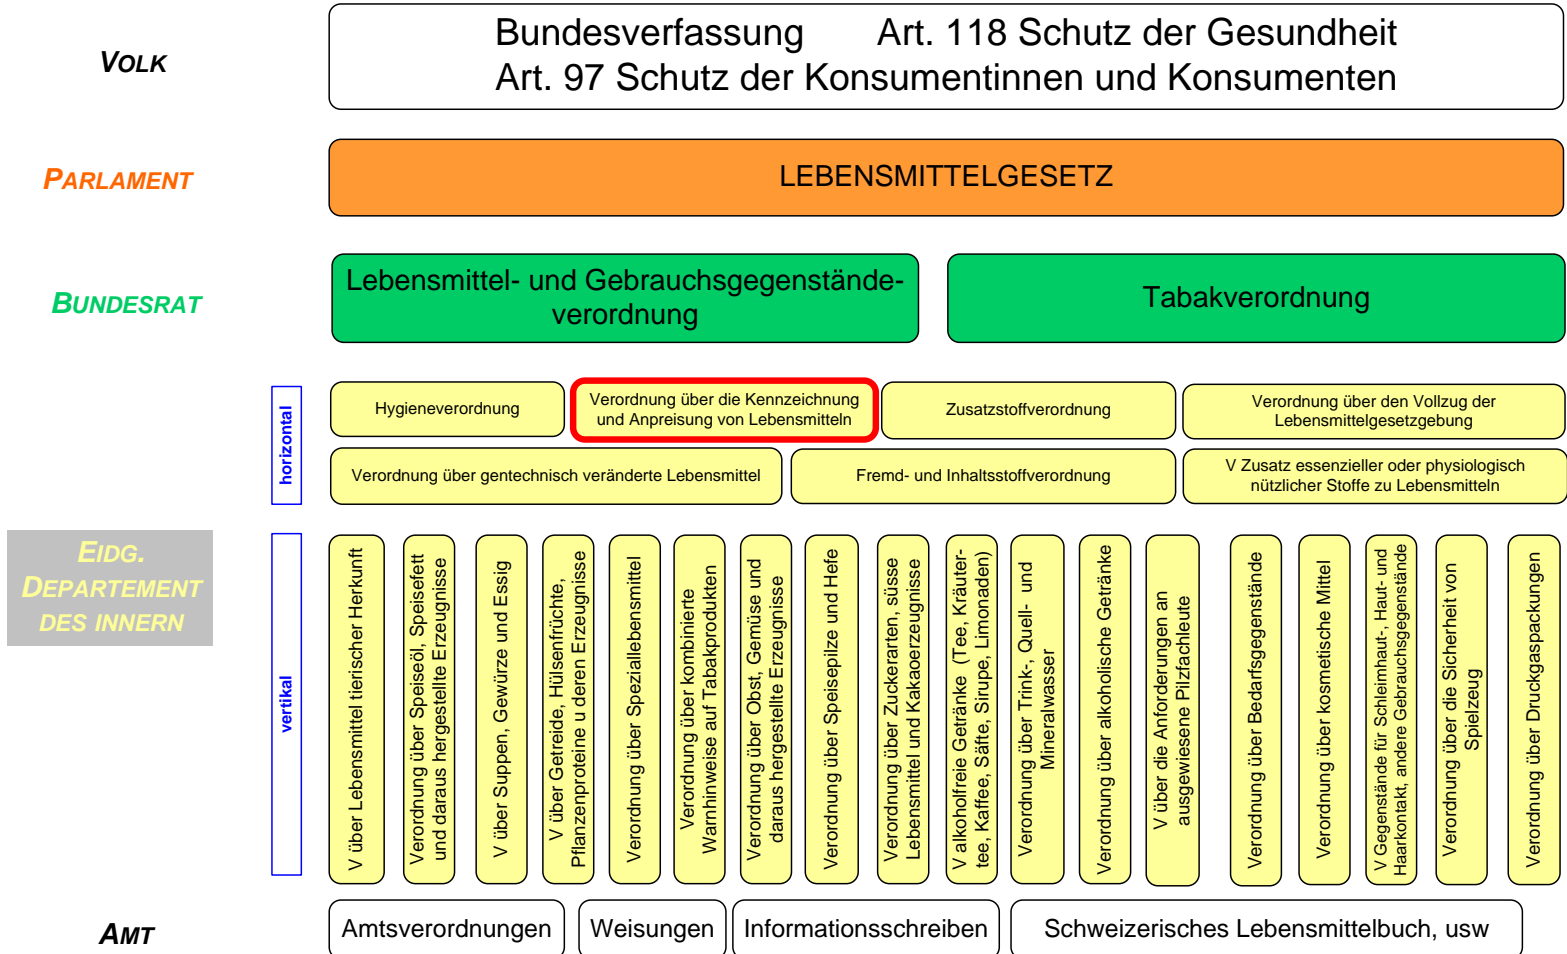 VOLK
Bundesverfassung Art. 118 Schutz der Gesundheit
Art. 97 Schutz der Konsumentinnen und Konsumenten
PARLAMENT
LEBENSMITTELGESETZ
BUNDESRAT
Lebensmittel- und Gebrauchsgegenstände-
verordnung
Tabakverordnung
horizontal
Hygieneverordnung
Verordnung über die Kennzeichnung
und Anpreisung von Lebensmitteln
Zusatzstoffverordnung
Verordnung über den Vollzug der
Lebensmittelgesetzgebung
Verordnung über gentechnisch veränderte Lebensmittel
Fremd- und Inhaltsstoffverordnung
V Zusatz essenzieller oder physiologisch
nützlicher Stoffe zu Lebensmitteln
EIDG.
DEPARTEMENT
DES INNERN
vertikal
V über Lebensmittel tierischer Herkunft
Verordnung über Speiseöl, Speisefett
und daraus hergestellte Erzeugnisse
V über Suppen, Gewürze und Essig
V über Getreide, Hülsenfrüchte,
Pflanzenproteine u deren Erzeugnisse
Verordnung über Speziallebensmittel
Verordnung über kombinierte
Warnhinweise auf Tabakprodukten
Verordnung über Obst, Gemüse und
daraus hergestellte Erzeugnisse
Verordnung über Speisepilze und Hefe
Verordnung über Zuckerarten, süsse
Lebensmittel und Kakaoerzeugnisse
V alkoholfreie Getränke (Tee, Kräuter-
tee, Kaffee, Säfte, Sirupe, Limonaden)
Verordnung über Trink-, Quell- und
Mineralwasser
Verordnung über alkoholische Getränke
V über die Anforderungen an
ausgewiesene Pilzfachleute
Verordnung über Bedarfsgegenstände
Verordnung über kosmetische Mittel
V Gegenstände für Schleimhaut-, Haut- und
Haarkontakt, andere Gebrauchsgegenstände
Verordnung über die Sicherheit von
Spielzeug
Verordnung über Druckgaspackungen
AMT
Amtsverordnungen
Weisungen
Informationsschreiben
Schweizerisches Lebensmittelbuch, usw